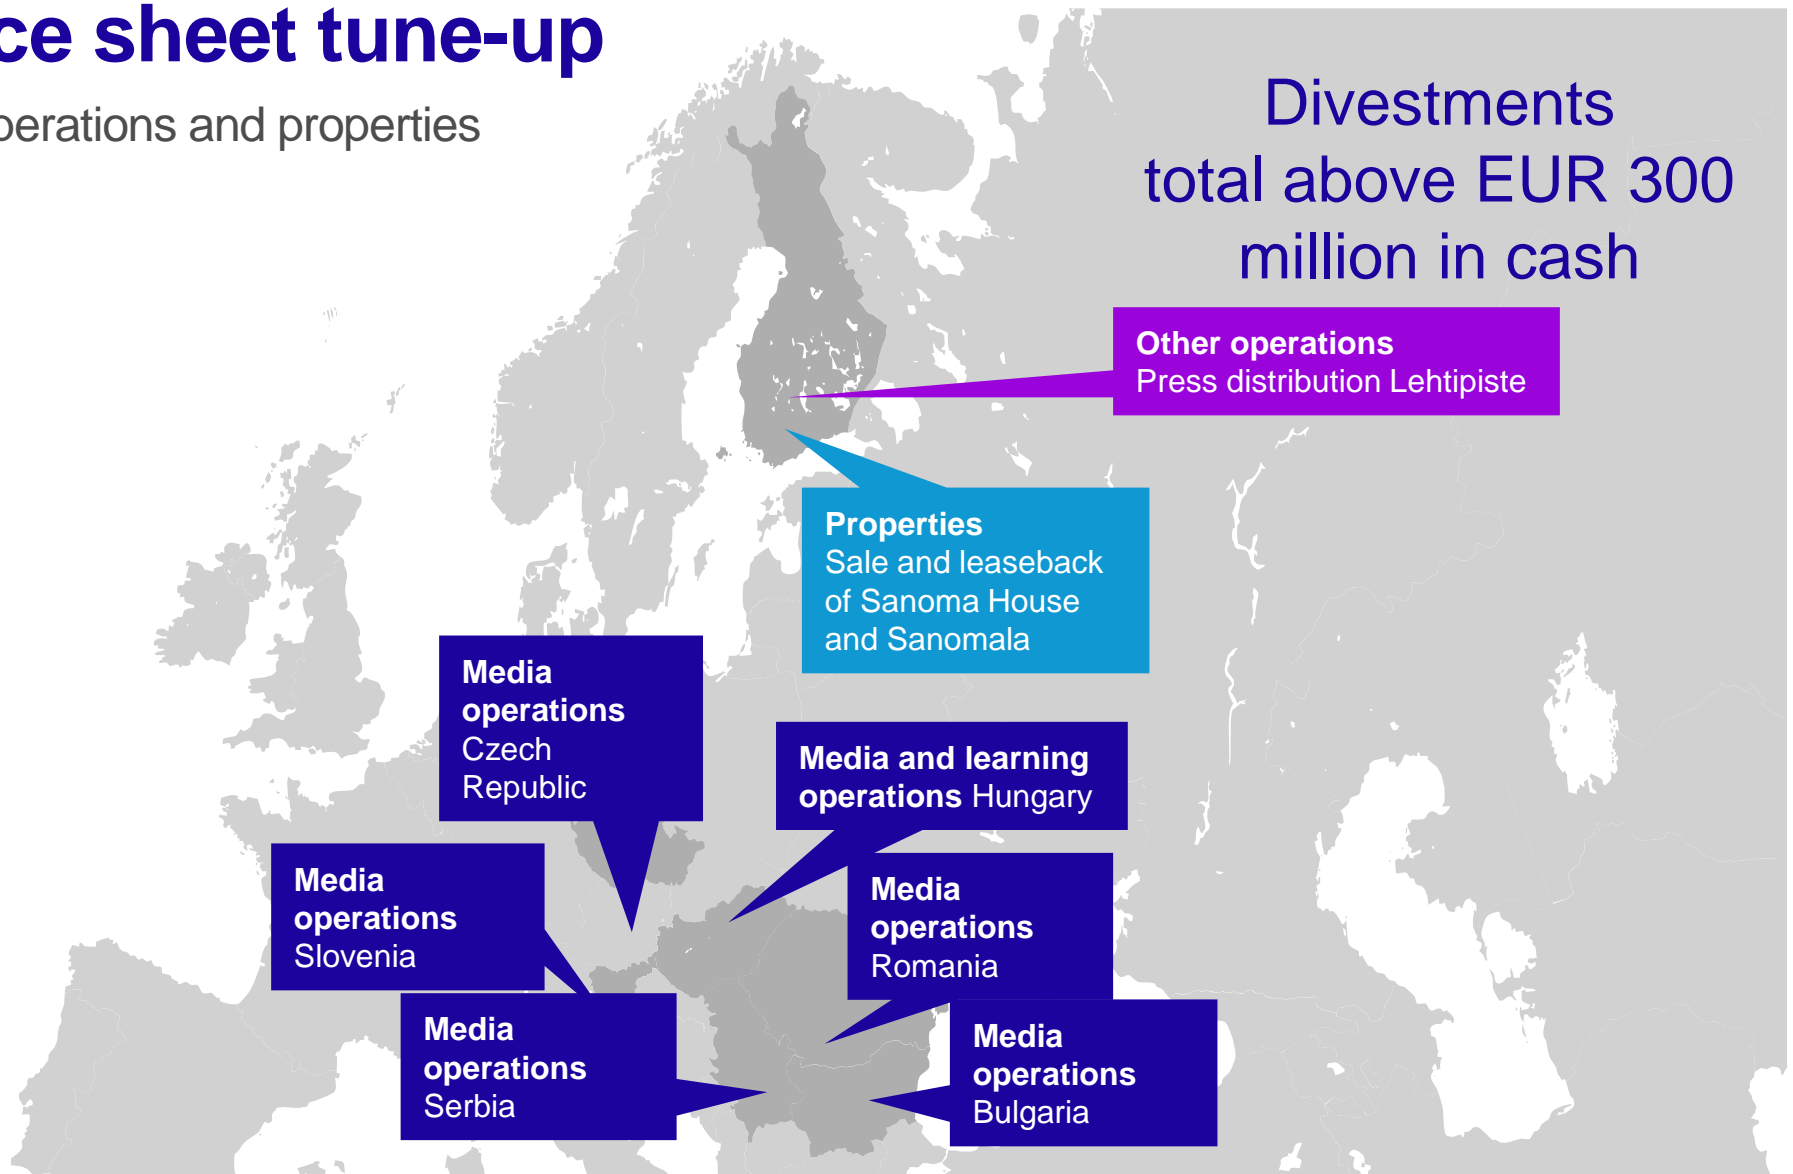 ce sheet tune-up
perations and properties
Divestments
total above EUR 300
million in cash
Other operations
Press distribution Lehtipiste
Properties
Sale and leaseback
of Sanoma House
and Sanomala
Media
operations
Czech
Republic
Media and learning
operations Hungary
Media
operations
Slovenia
Media
operations
Romania
Media
operations
Serbia
Media
operations
Bulgaria